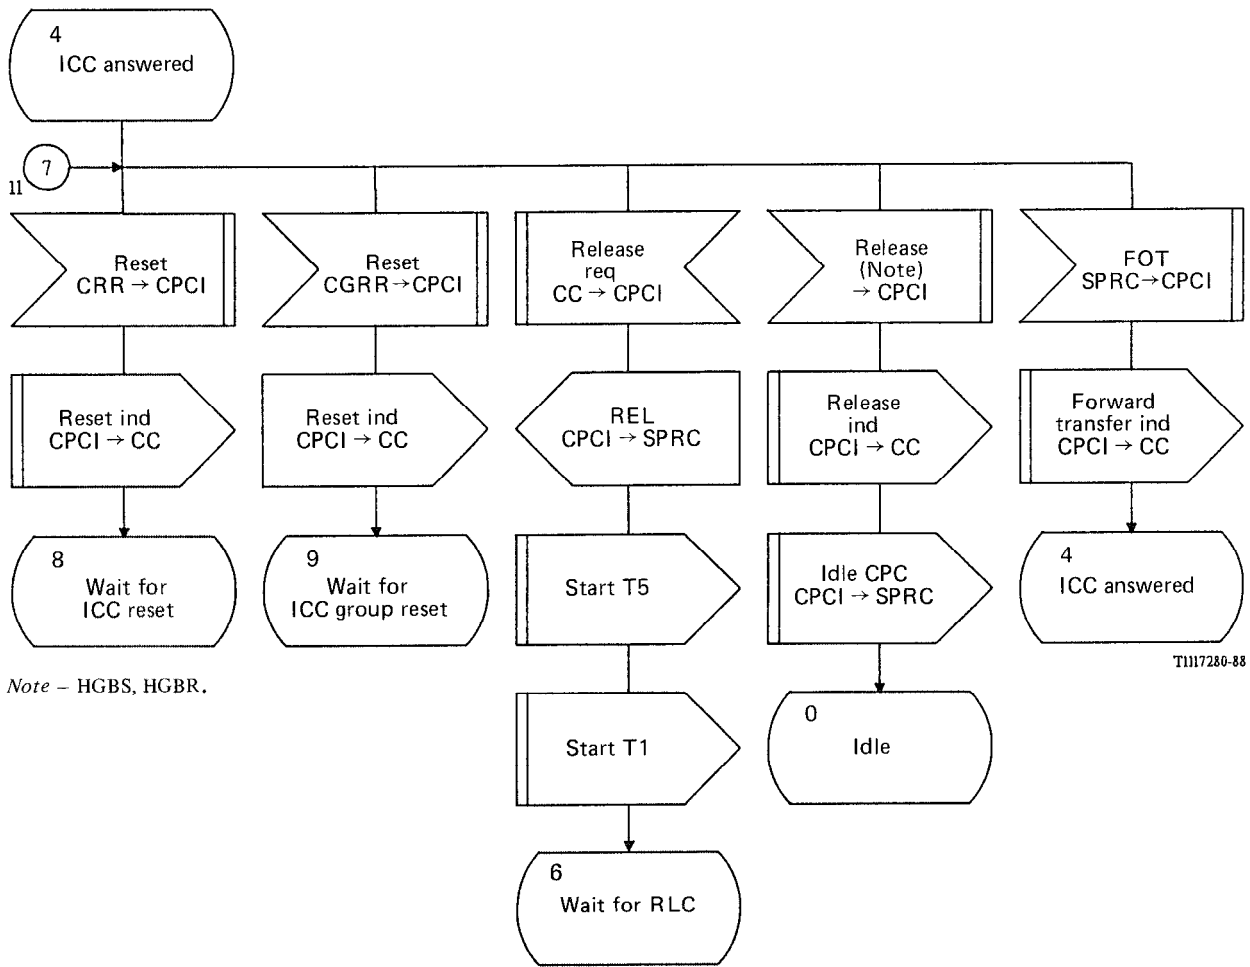 4
ICC answered
7
11
Reset
CRR → CPCI
Reset
CGRR → CPCI
Release
req
CC → CPCI
Release
(Note)
→ CPCI
FOT
SPRC → CPCI
Reset ind
CPCI → CC
Reset ind
CPCI → CC
REL
CPCI → SPRC
Release
ind
CPCI → CC
Forward
transfer ind
CPCI → CC
8
Wait for
ICC reset
9
Wait for
ICC group reset
Start T5
Idle CPC
CPCI → SPRC
4
ICC answered
T1117280-88
Note – HGBS, HGBR.
Start T1
0
Idle
6
Wait for RLC